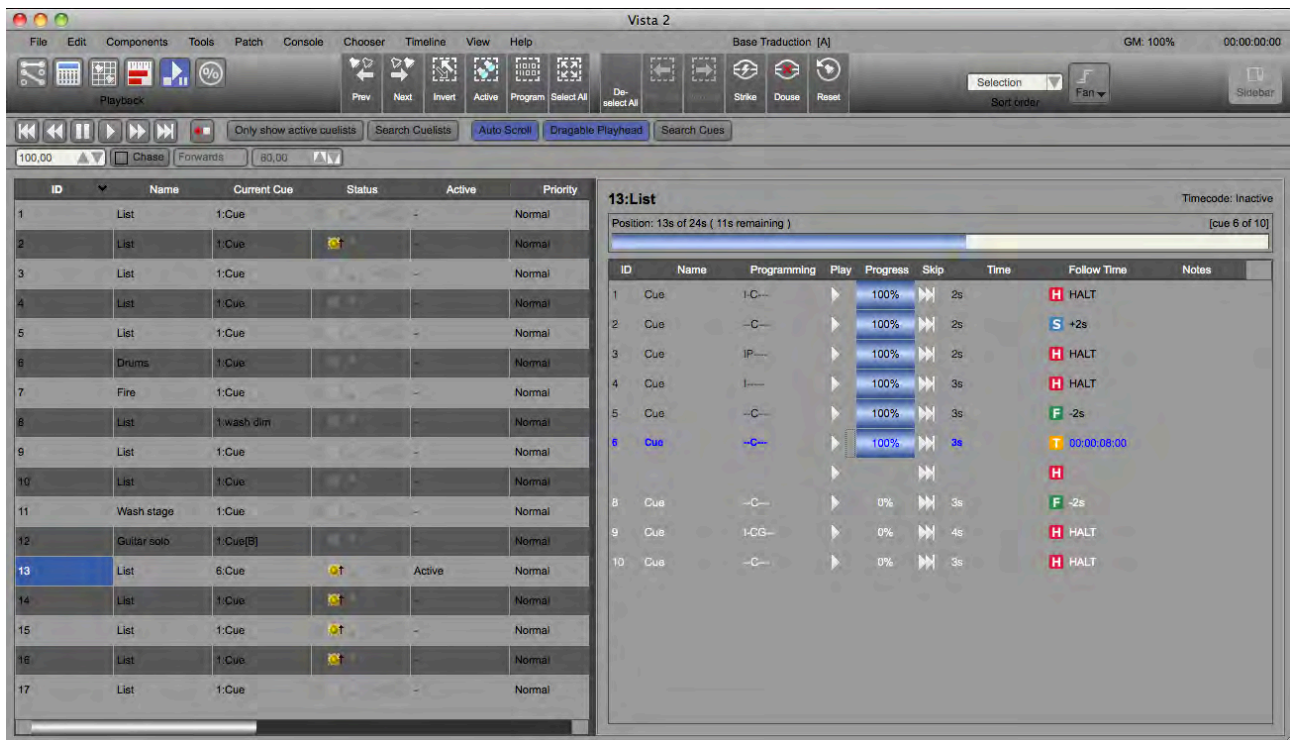 Vista 2
File Edit Components Tools Patch Console Chooser Timeline View Help Base Traduction [A] GM: 100% 00:00:00:00
Playback Prev Next Invert Active Program Select All De-select All Strike Douse Reset Selection Sort order Fan Sidebar
Only show active cuelists Search Cuelists Auto Scroll Dragable Playhead Search Cues
100,00 Chase Forwards 80,00
ID Name Current Cue Status Active Priority
1 List 1:Cue - Normal
2 List 1:Cue - Normal
3 List 1:Cue - Normal
4 List 1:Cue - Normal
5 List 1:Cue - Normal
6 Drums 1:Cue - Normal
7 Fire 1:Cue - Normal
8 List 1:wash dim - Normal
9 List 1:Cue - Normal
10 List 1:Cue - Normal
11 Wash stage 1:Cue - Normal
12 Guitar solo 1:Cue[B] - Normal
13 List 6:Cue Active Normal
14 List 1:Cue - Normal
15 List 1:Cue - Normal
16 List 1:Cue - Normal
17 List 1:Cue - Normal
13:List Timecode: Inactive
Position: 13s of 24s ( 11s remaining ) [cue 6 of 10]
ID Name Programming Play Progress Skip Time Follow Time Notes
1 Cue I-C--- 100% 2s H HALT
2 Cue --C--- 100% 2s S +2s
3 Cue IP---- 100% 2s H HALT
4 Cue I----- 100% 3s H HALT
5 Cue --C--- 100% 3s F -2s
6 Cue --C--- 100% 3s T 00:00:08:00
H
8 Cue --C--- 0% 3s F -2s
9 Cue I-CG-- 0% 4s H HALT
10 Cue --C--- 0% 3s H HALT